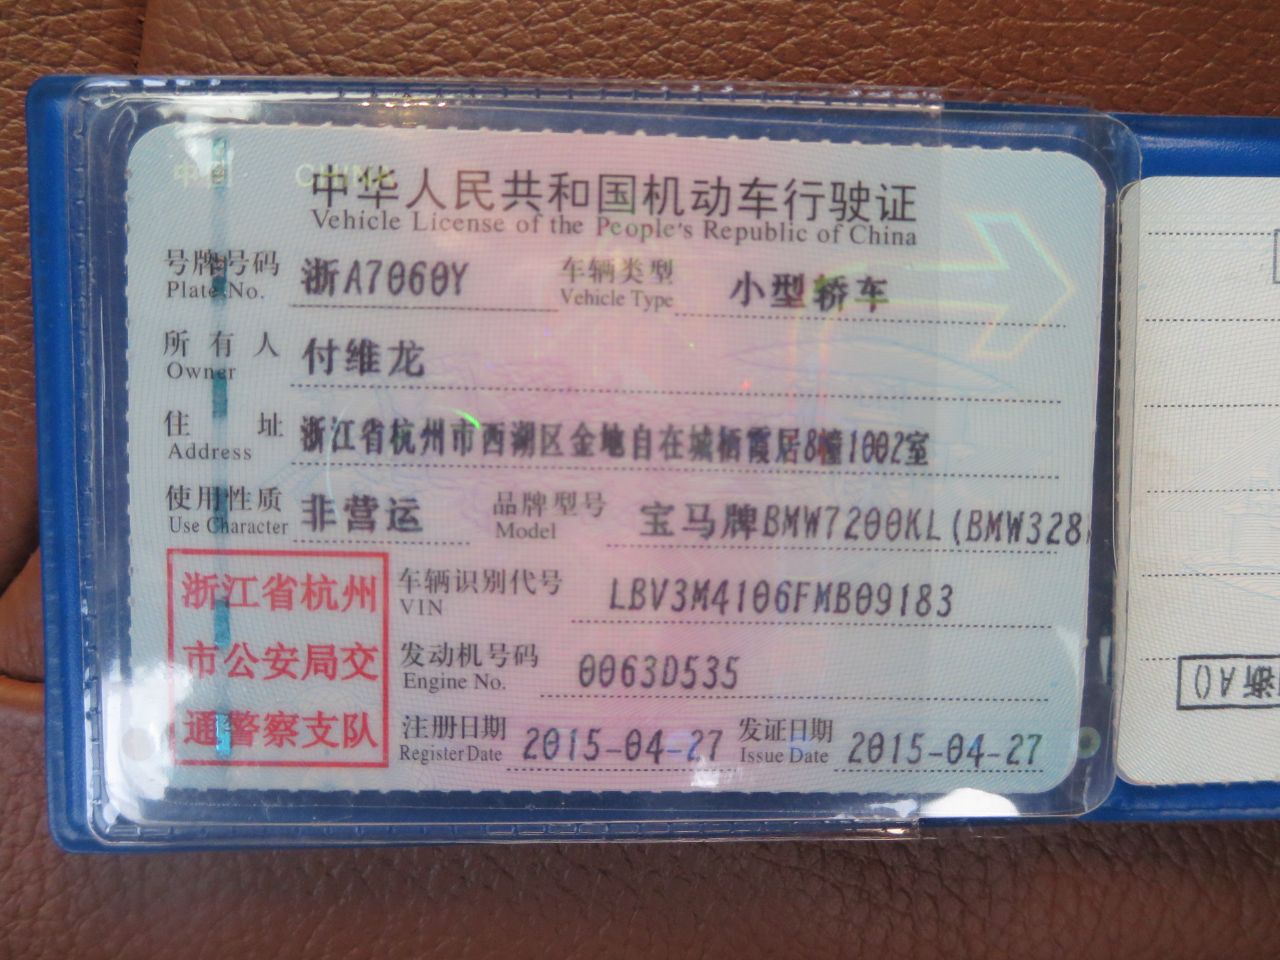 中国 CHINA
中华人民共和国机动车行驶证
Vehicle License of the People's Republic of China
号牌号码 浙A7060Y 车辆类型 小型轿车
Plate No. Vehicle Type
所有人 付维龙
Owner
住址 浙江省杭州市西湖区金地自在城栖霞居8幢1002室
Address
使用性质 非营运 品牌型号 宝马牌BMW7200KL(BMW328
Use Character Model
浙江省杭州
市公安局交
通警察支队
车辆识别代号 LBV3M4106FMB09183
VIN
发动机号码 0063D535
Engine No.
注册日期 2015-04-27 发证日期 2015-04-27
Register Date Issue Date
浙A()